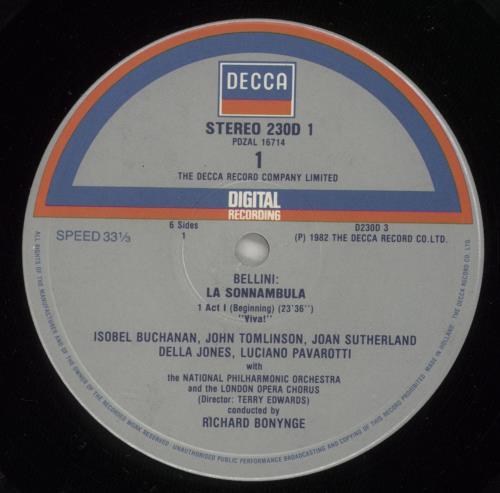 DECCA
STEREO 230D 1
PDZAL 16714
1
THE DECCA RECORD COMPANY LIMITED
DIGITAL
RECORDING
SPEED 33⅓
6 Sides
1
D230D 3
(P) 1982 THE DECCA RECORD CO.LTD.
BELLINI:
LA SONNAMBULA
1 Act I (Beginning) (23'36'')
"Viva!"
ISOBEL BUCHANAN, JOHN TOMLINSON, JOAN SUTHERLAND
DELLA JONES, LUCIANO PAVAROTTI
with
the NATIONAL PHILHARMONIC ORCHESTRA
and the LONDON OPERA CHORUS
(Director: TERRY EDWARDS)
conducted by
RICHARD BONYNGE
ALL RIGHTS OF THE MANUFACTURER AND OF THE OWNER OF THE RECORDED WORK RESERVED · UNAUTHORISED PUBLIC PERFORMANCE BROADCASTING AND COPYING OF THIS RECORD PROHIBITED. MADE IN HOLLAND. THE DECCA RECORD CO. LTD.